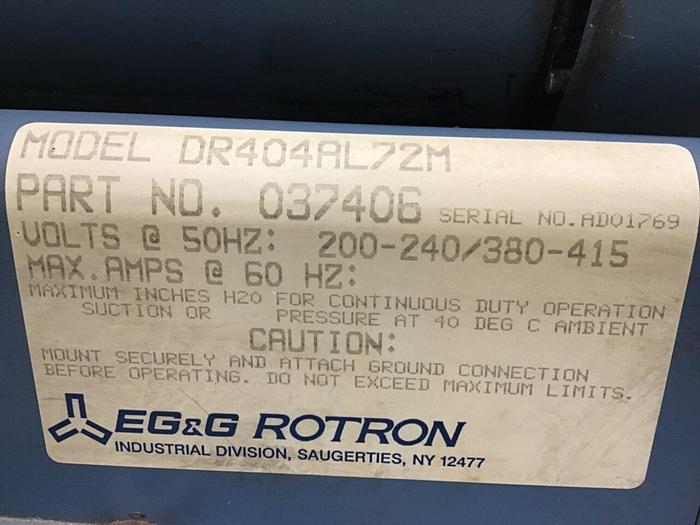 MODEL DR404AL72M
PART NO. 037406 SERIAL NO.AD01769
VOLTS @ 50HZ: 200-240/380-415
MAX.AMPS @ 60 HZ:
MAXIMUM INCHES H2O FOR CONTINUOUS DUTY OPERATION
SUCTION OR PRESSURE AT 40 DEG C AMBIENT
CAUTION:
MOUNT SECURELY AND ATTACH GROUND CONNECTION
BEFORE OPERATING. DO NOT EXCEED MAXIMUM LIMITS.
EG&G ROTRON
INDUSTRIAL DIVISION, SAUGERTIES, NY 12477